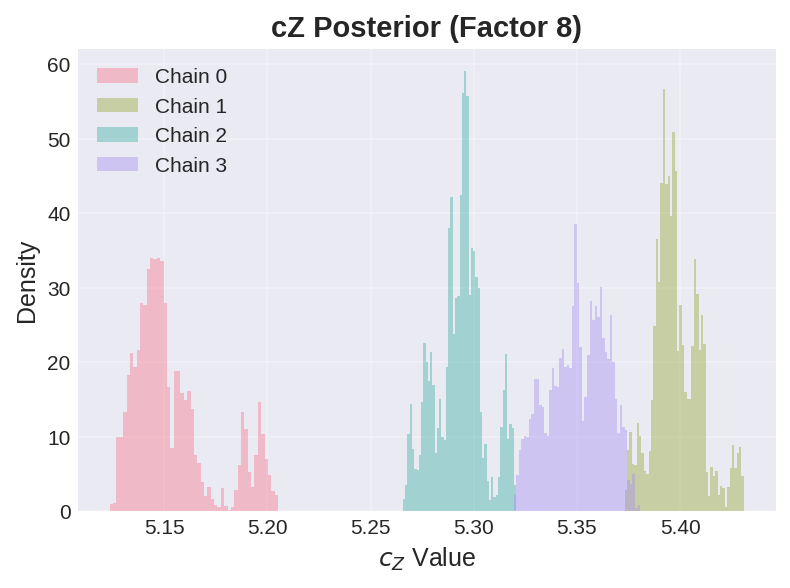 cZ Posterior (Factor 8)
Chain 0
Chain 1
Chain 2
Chain 3
Density
60
50
40
30
20
10
0
5.15 5.20 5.25 5.30 5.35 5.40
c_Z Value